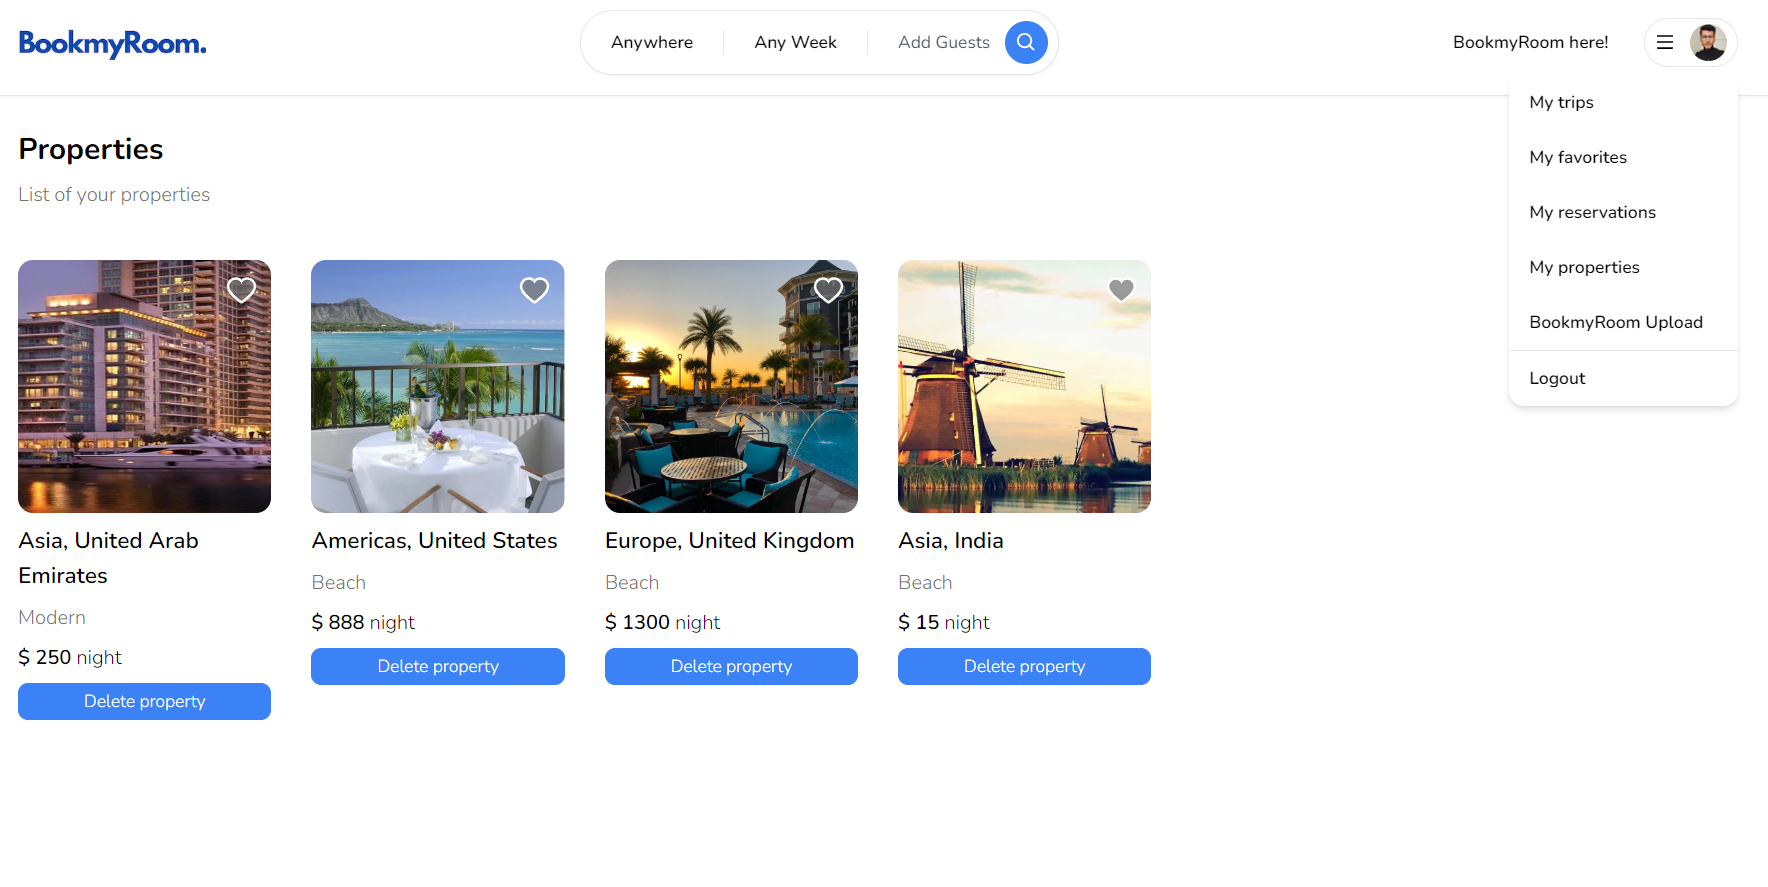 BookmyRoom.
Anywhere
Any Week
Add Guests
BookmyRoom here!
My trips
My favorites
My reservations
My properties
BookmyRoom Upload
Logout
Properties
List of your properties
Asia, United Arab
Emirates
Modern
$ 250 night
Delete property
Americas, United States
Beach
$ 888 night
Delete property
Europe, United Kingdom
Beach
$ 1300 night
Delete property
Asia, India
Beach
$ 15 night
Delete property